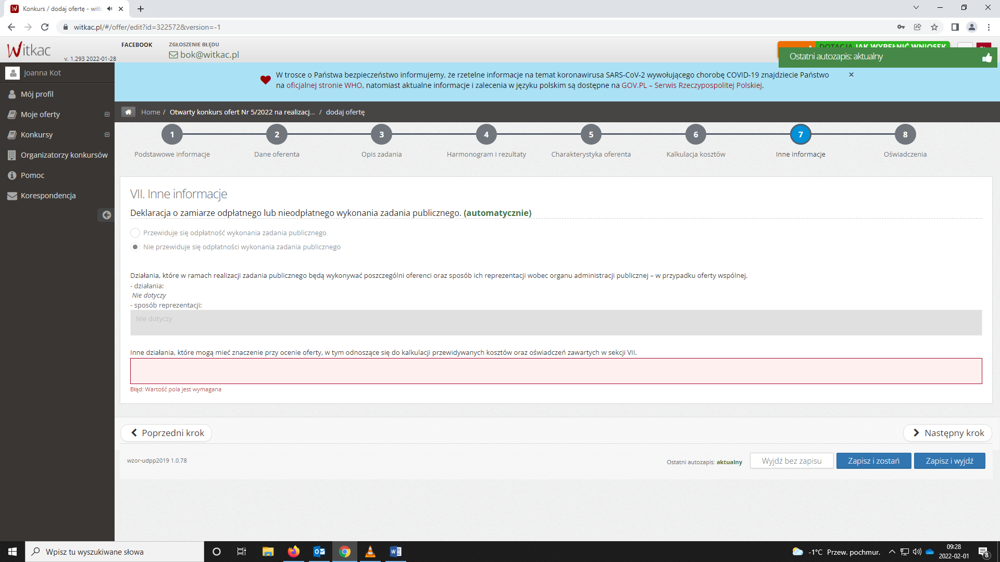 Konkurs / dodaj ofertę - witk
witkac.pl/#/offer/edit?id=322572&version=-1
Witkac
v. 1.293 2022-01-28
FACEBOOK
ZGŁOSZENIE BŁĘDU
bok@witkac.pl
DOTACJA JAK WYPEŁNIĆ WNIOSEK
Ostatni autozapis: aktualny
Joanna Kot
Mój profil
Moje oferty
Konkursy
Organizatorzy konkursów
Pomoc
Korespondencja
W trosce o Państwa bezpieczeństwo informujemy, że rzetelne informacje na temat koronawirusa SARS-CoV-2 wywołującego chorobę COVID-19 znajdziecie Państwo
na oficjalnej stronie WHO, natomiast aktualne informacje i zalecenia w języku polskim są dostępne na GOV.PL – Serwis Rzeczypospolitej Polskiej.
Home / Otwarty konkurs ofert Nr 5/2022 na realizacj... / dodaj ofertę
1 2 3 4 5 6 7 8
Podstawowe informacje Dane oferenta Opis zadania Harmonogram i rezultaty Charakterystyka oferenta Kalkulacja kosztów Inne informacje Oświadczenia
VII. Inne informacje
Deklaracja o zamiarze odpłatnego lub nieodpłatnego wykonania zadania publicznego. (automatycznie)
Przewiduje się odpłatność wykonania zadania publicznego
Nie przewiduje się odpłatności wykonania zadania publicznego
Działania, które w ramach realizacji zadania publicznego będą wykonywać poszczególni oferenci oraz sposób ich reprezentacji wobec organu administracji publicznej – w przypadku oferty wspólnej.
- działania:
Nie dotyczy
- sposób reprezentacji:
Nie dotyczy
Inne działania, które mogą mieć znaczenie przy ocenie oferty, w tym odnoszące się do kalkulacji przewidywanych kosztów oraz oświadczeń zawartych w sekcji VII.
Błąd: Wartość pola jest wymagana
Poprzedni krok
Następny krok
wzor-udpp2019 1.0.78
Ostatni autozapis: aktualny
Wyjdź bez zapisu
Zapisz i zostań
Zapisz i wyjdź
Wpisz tu wyszukiwane słowa
-1°C Przew. pochmur.
09:28
2022-02-01
8